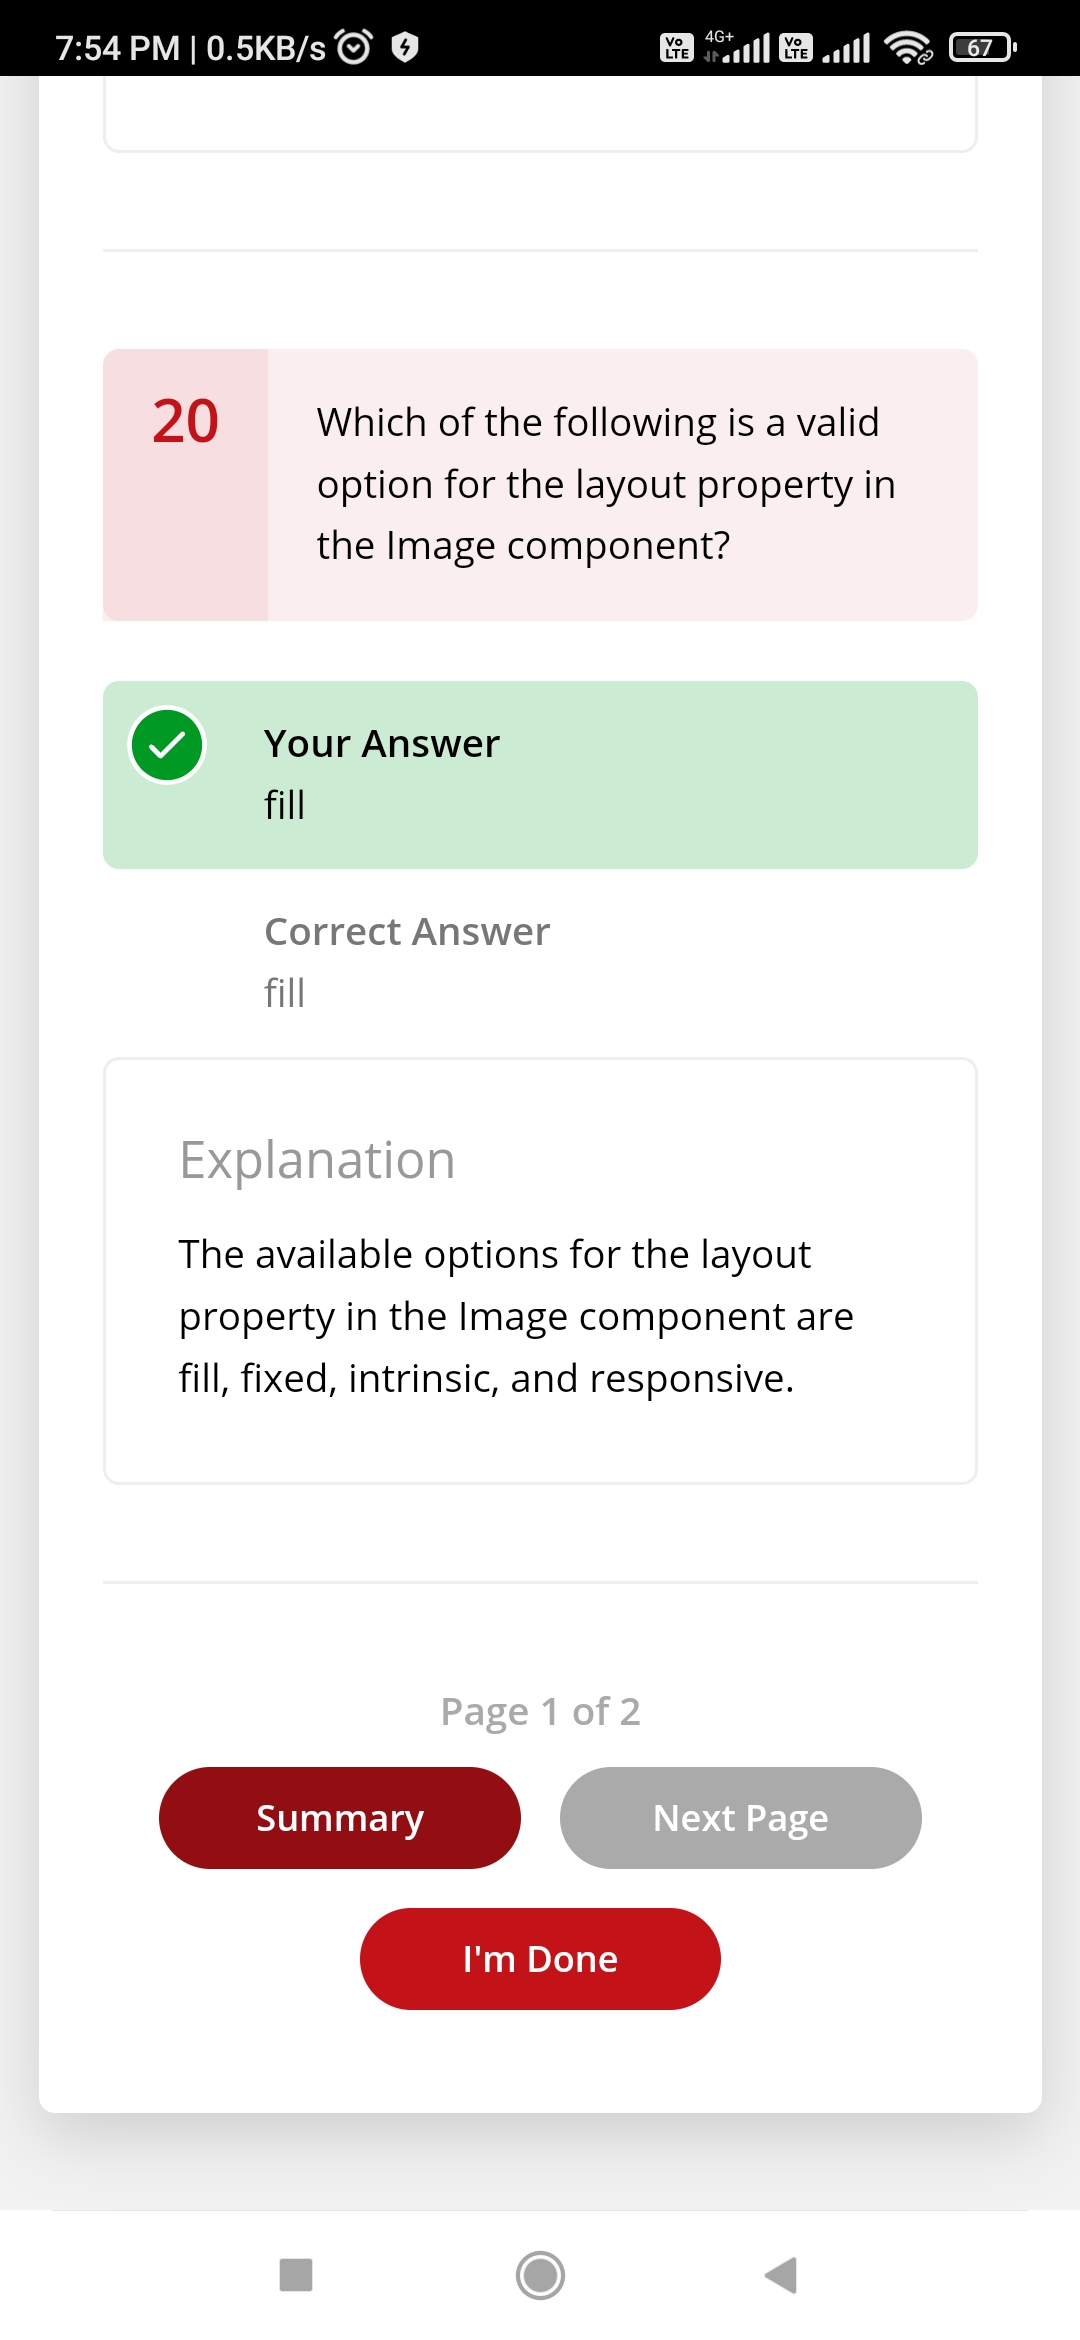 7:54 PM | 0.5KB/s
Vo LTE 4G+ Vo LTE 67
20
Which of the following is a valid
option for the layout property in
the Image component?
Your Answer
fill
Correct Answer
fill
Explanation
The available options for the layout
property in the Image component are
fill, fixed, intrinsic, and responsive.
Page 1 of 2
Summary
Next Page
I'm Done